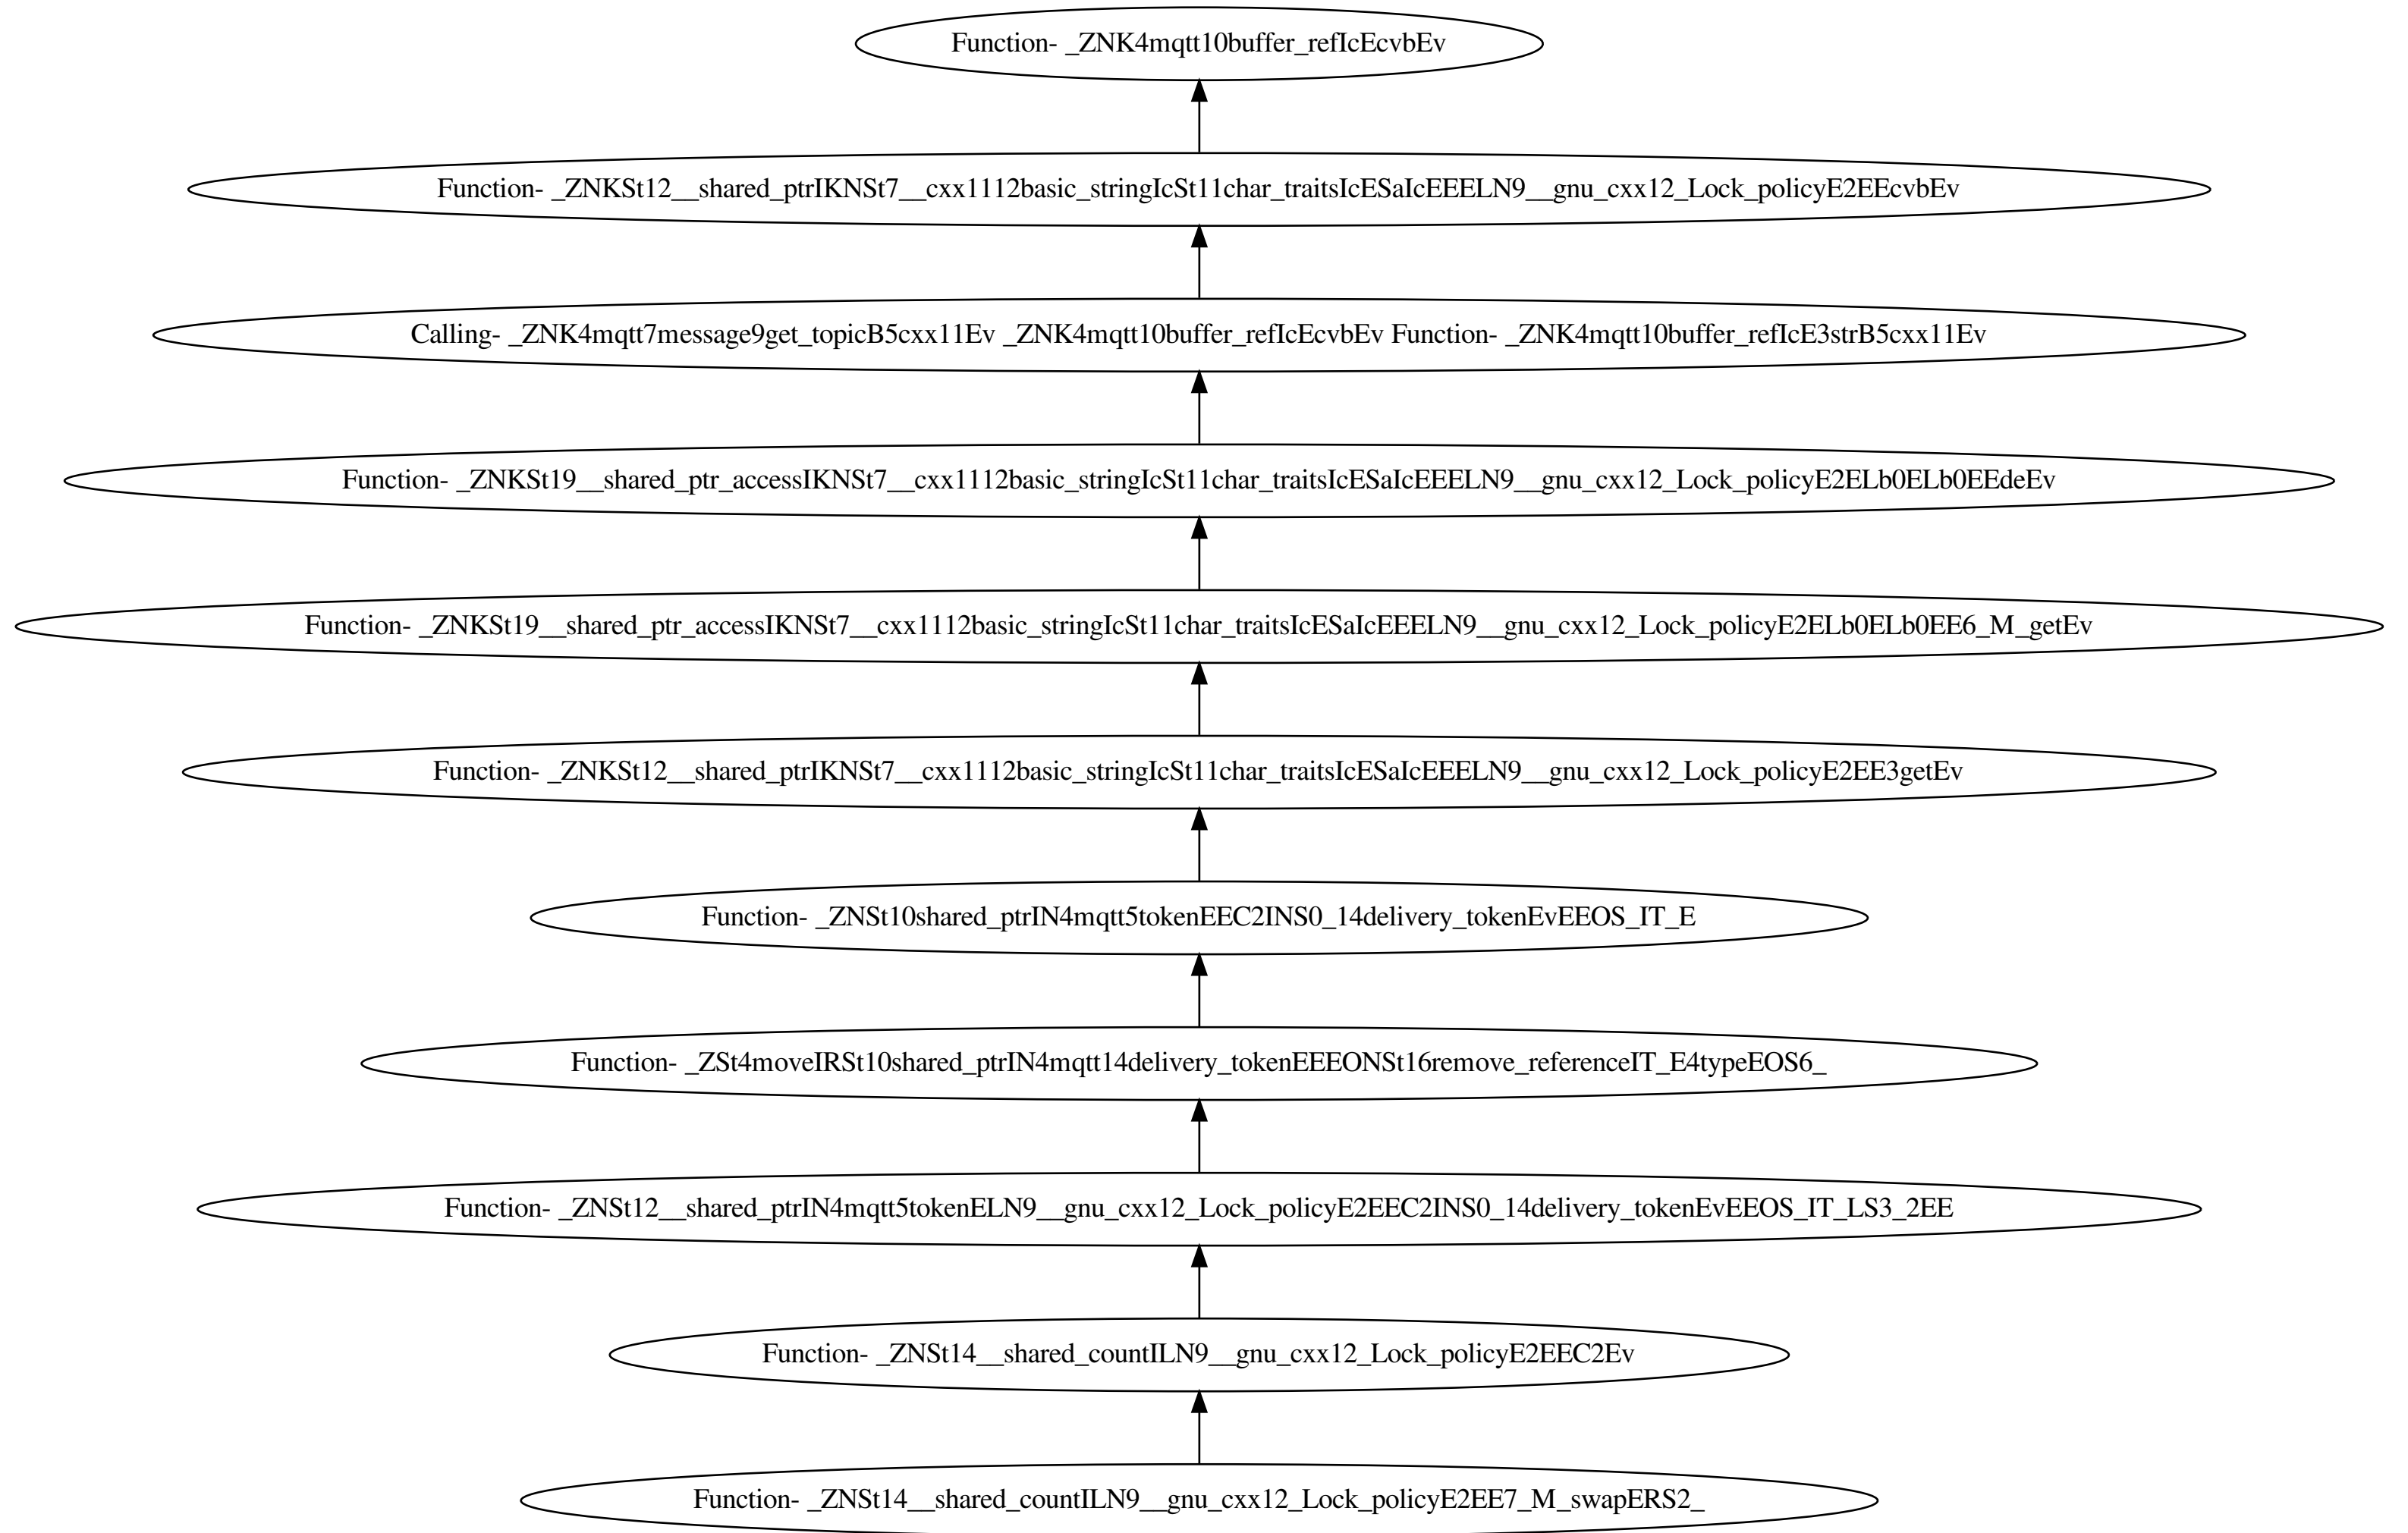 Function- _ZNK4mqtt10buffer_refIcEcvbEv
Function- _ZNKSt12__shared_ptrIKNSt7__cxx1112basic_stringIcSt11char_traitsIcESaIcEEELN9__gnu_cxx12_Lock_policyE2EEcvbEv
Calling- _ZNK4mqtt7message9get_topicB5cxx11Ev _ZNK4mqtt10buffer_refIcEcvbEv Function- _ZNK4mqtt10buffer_refIcE3strB5cxx11Ev
Function- _ZNKSt19__shared_ptr_accessIKNSt7__cxx1112basic_stringIcSt11char_traitsIcESaIcEEELN9__gnu_cxx12_Lock_policyE2ELb0ELb0EEdeEv
Function- _ZNKSt19__shared_ptr_accessIKNSt7__cxx1112basic_stringIcSt11char_traitsIcESaIcEEELN9__gnu_cxx12_Lock_policyE2ELb0ELb0EE6_M_getEv
Function- _ZNKSt12__shared_ptrIKNSt7__cxx1112basic_stringIcSt11char_traitsIcESaIcEEELN9__gnu_cxx12_Lock_policyE2EE3getEv
Function- _ZNSt10shared_ptrIN4mqtt5tokenEEC2INS0_14delivery_tokenEvEEOS_IT_E
Function- _ZSt4moveIRSt10shared_ptrIN4mqtt14delivery_tokenEEEONSt16remove_referenceIT_E4typeEOS6_
Function- _ZNSt12__shared_ptrIN4mqtt5tokenELN9__gnu_cxx12_Lock_policyE2EEC2INS0_14delivery_tokenEvEEOS_IT_LS3_2EE
Function- _ZNSt14__shared_countILN9__gnu_cxx12_Lock_policyE2EEC2Ev
Function- _ZNSt14__shared_countILN9__gnu_cxx12_Lock_policyE2EE7_M_swapERS2_